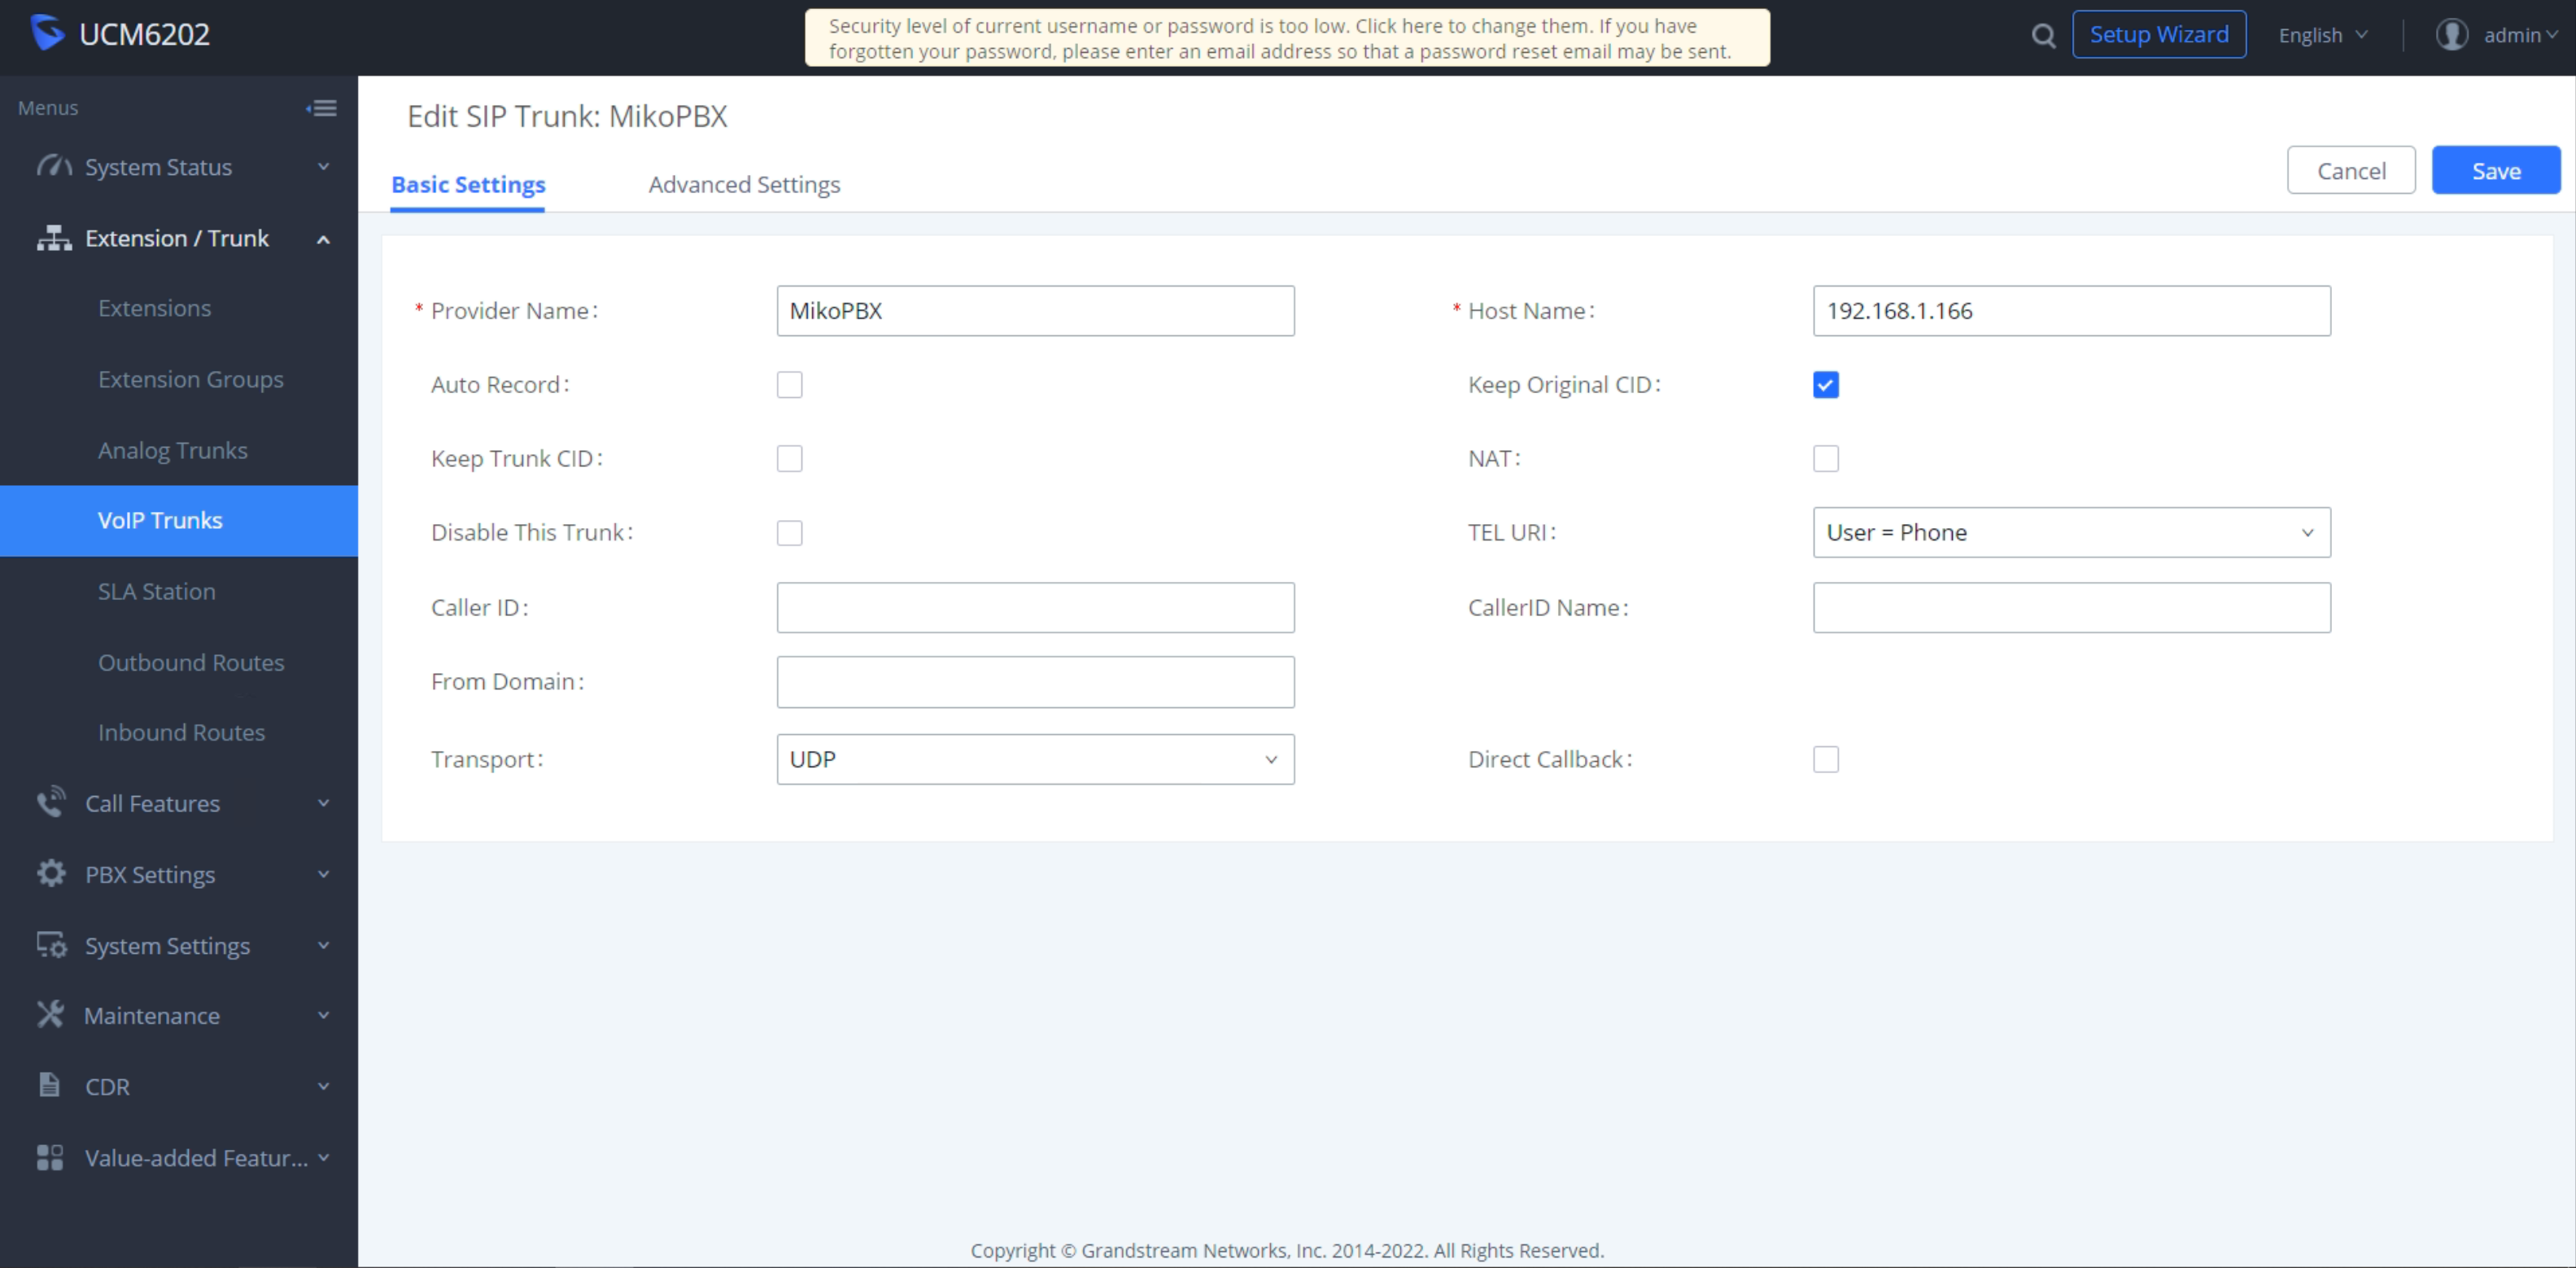 UCM6202
Security level of current username or password is too low. Click here to change them. If you have
forgotten your password, please enter an email address so that a password reset email may be sent.
Setup Wizard
English
admin
Menus
System Status
Extension / Trunk
Extensions
Extension Groups
Analog Trunks
VoIP Trunks
SLA Station
Outbound Routes
Inbound Routes
Call Features
PBX Settings
System Settings
Maintenance
CDR
Value-added Featur...
Edit SIP Trunk: MikoPBX
Basic Settings
Advanced Settings
Cancel
Save
* Provider Name: MikoPBX
* Host Name: 192.168.1.166
Auto Record:
Keep Original CID:
Keep Trunk CID:
NAT:
Disable This Trunk:
TEL URI: User = Phone
Caller ID:
CallerID Name:
From Domain:
Transport: UDP
Direct Callback:
Copyright © Grandstream Networks, Inc. 2014-2022. All Rights Reserved.